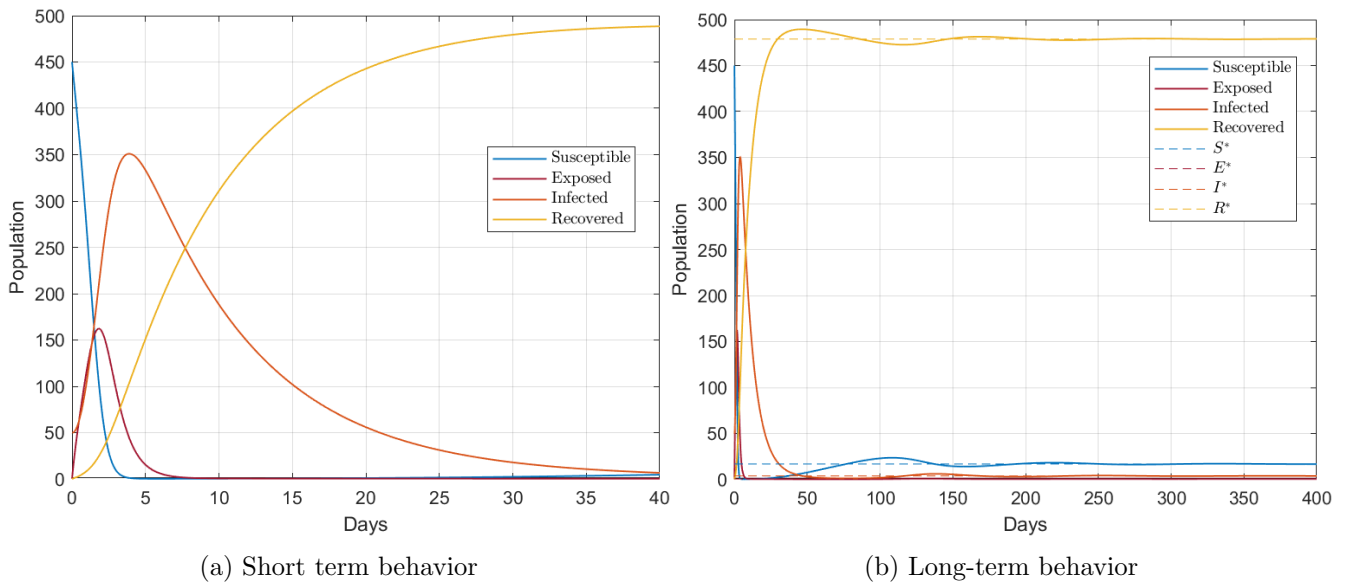 500
450
400
350
300
250
200
150
100
50
0
Population
0 5 10 15 20 25 30 35 40
Days
Susceptible
Exposed
Infected
Recovered
(a) Short term behavior
500
450
400
350
300
250
200
150
100
50
0
Population
0 50 100 150 200 250 300 350 400
Days
Susceptible
Exposed
Infected
Recovered
S*
E*
I*
R*
(b) Long-term behavior